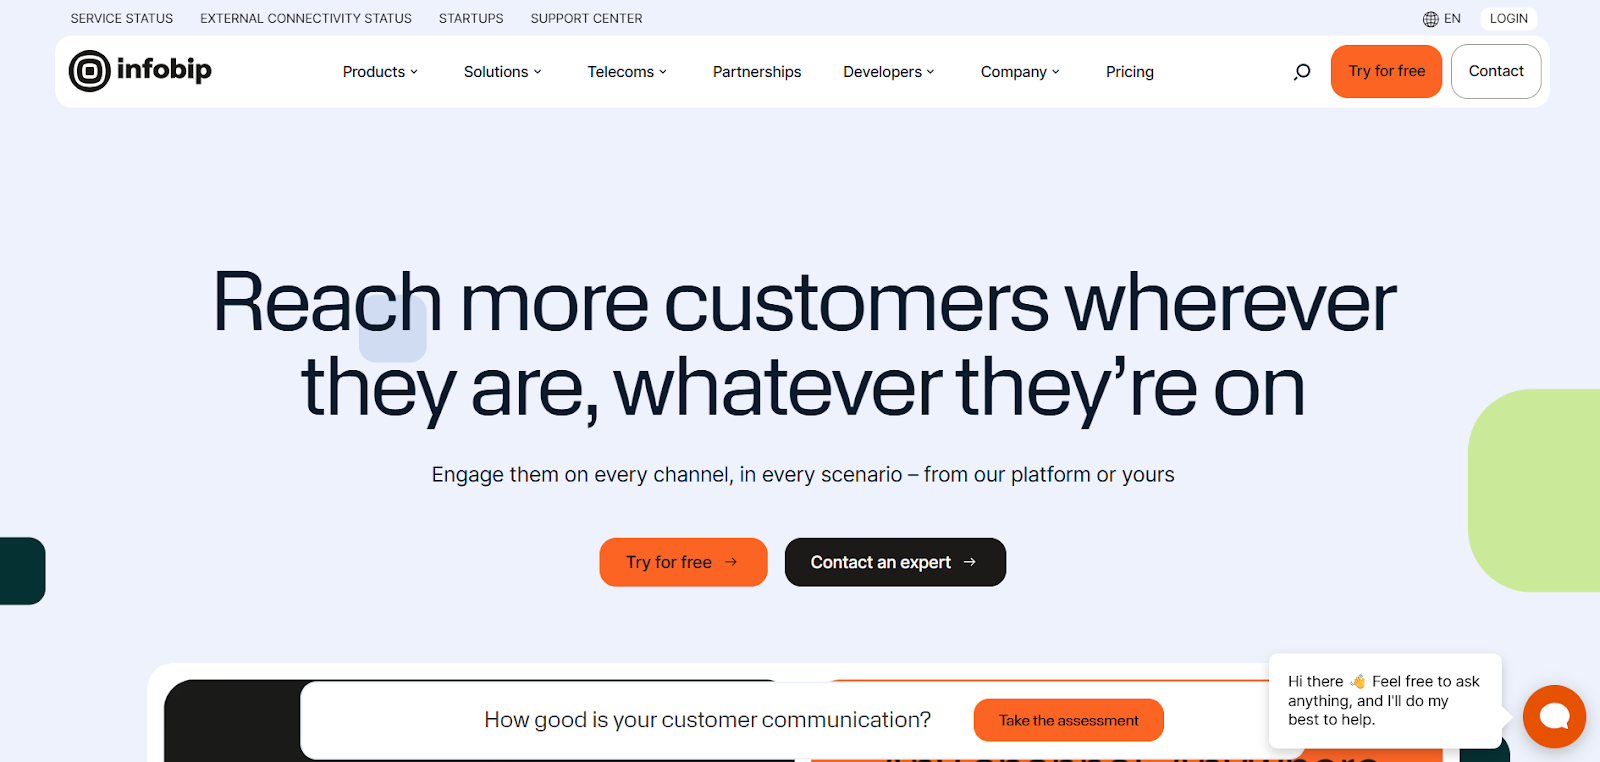 SERVICE STATUS EXTERNAL CONNECTIVITY STATUS STARTUPS SUPPORT CENTER EN LOGIN
infobip Products Solutions Telecoms Partnerships Developers Company Pricing Try for free Contact
Reach more customers wherever
they are, whatever they’re on
Engage them on every channel, in every scenario – from our platform or yours
Try for free → Contact an expert →
Hi there 👋 Feel free to ask
anything, and I'll do my
best to help.
How good is your customer communication? Take the assessment